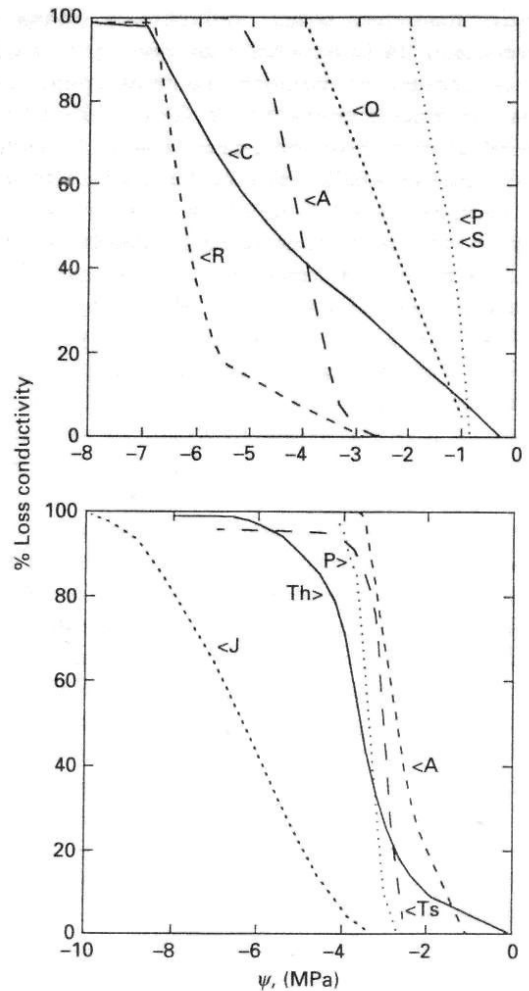 % Loss conductivity
100
80
60
40
20
0
<Q
<C
<A
<P
<S
<R
−8 −7 −6 −5 −4 −3 −2 −1 0
100
80
60
40
20
0
P>
Th>
<J
<A
<Ts
−10 −8 −6 −4 −2 0
ψ, (MPa)